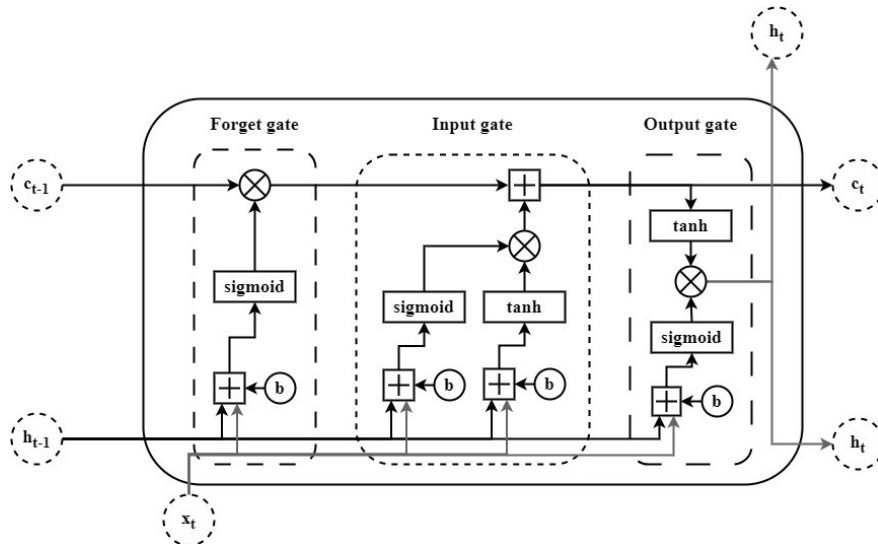 h_t
Forget gate
Input gate
Output gate
c_{t-1}
c_t
tanh
sigmoid
sigmoid
tanh
sigmoid
b
b
b
b
h_{t-1}
h_t
x_t